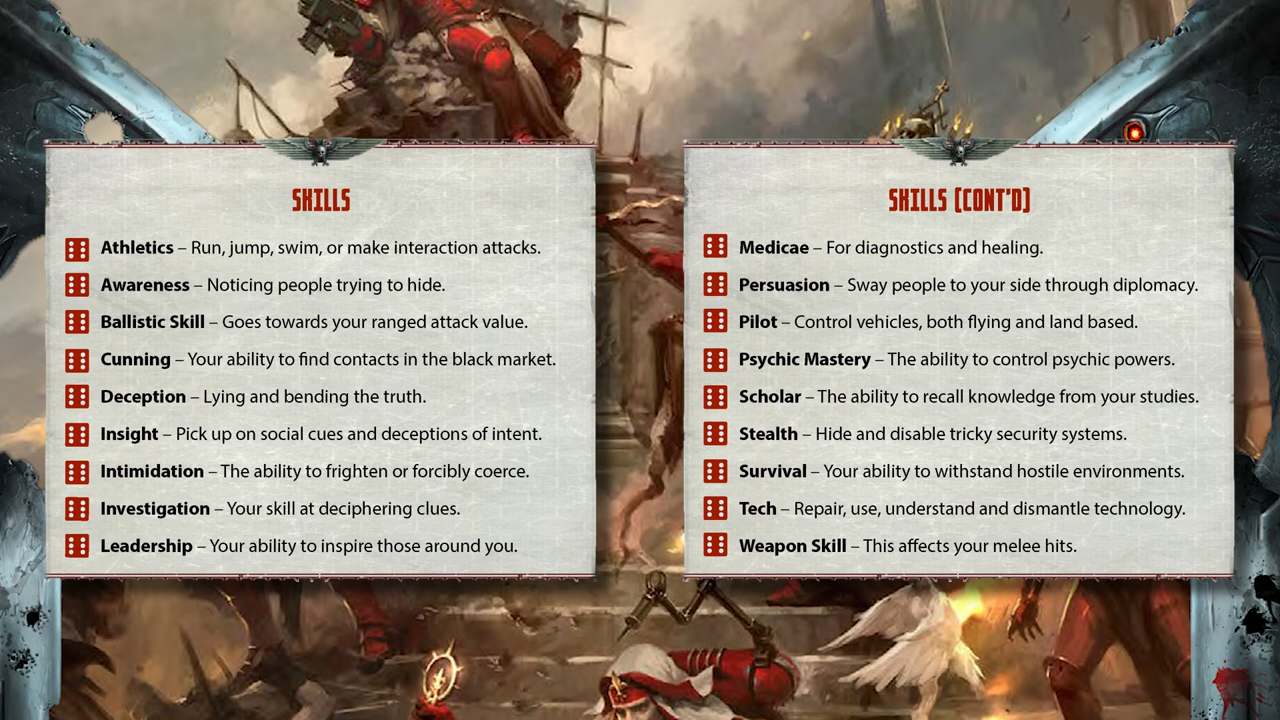 SKILLS
Athletics – Run, jump, swim, or make interaction attacks.
Awareness – Noticing people trying to hide.
Ballistic Skill – Goes towards your ranged attack value.
Cunning – Your ability to find contacts in the black market.
Deception – Lying and bending the truth.
Insight – Pick up on social cues and deceptions of intent.
Intimidation – The ability to frighten or forcibly coerce.
Investigation – Your skill at deciphering clues.
Leadership – Your ability to inspire those around you.
SKILLS (CONT'D)
Medicae – For diagnostics and healing.
Persuasion – Sway people to your side through diplomacy.
Pilot – Control vehicles, both flying and land based.
Psychic Mastery – The ability to control psychic powers.
Scholar – The ability to recall knowledge from your studies.
Stealth – Hide and disable tricky security systems.
Survival – Your ability to withstand hostile environments.
Tech – Repair, use, understand and dismantle technology.
Weapon Skill – This affects your melee hits.